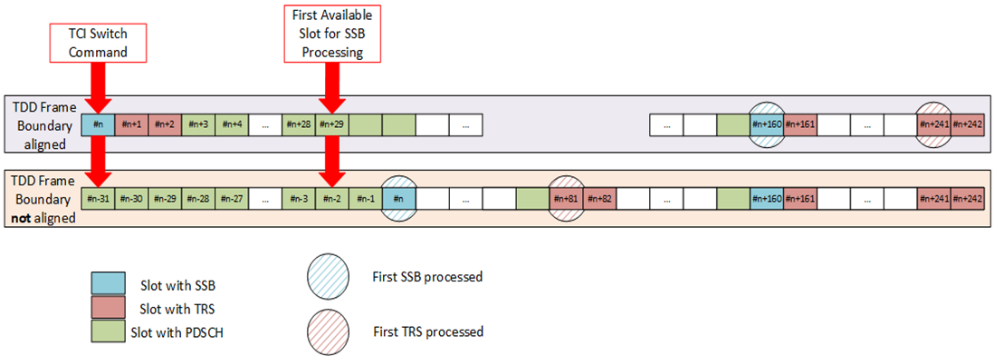 TCI Switch
Command
First Available
Slot for SSB
Processing
TDD Frame
Boundary
aligned
#n #n+1 #n+2 #n+3 #n+4 ... #n+28 #n+29 ... ... #n+160 #n+161 ... #n+241 #n+242
TDD Frame
Boundary
not aligned
#n-31 #n-30 #n-29 #n-28 #n-27 ... #n-3 #n-2 #n-1 #n ... #n+81 #n+82 ... #n+160 #n+161 ... #n+241 #n+242
Slot with SSB
Slot with TRS
Slot with PDSCH
First SSB processed
First TRS processed